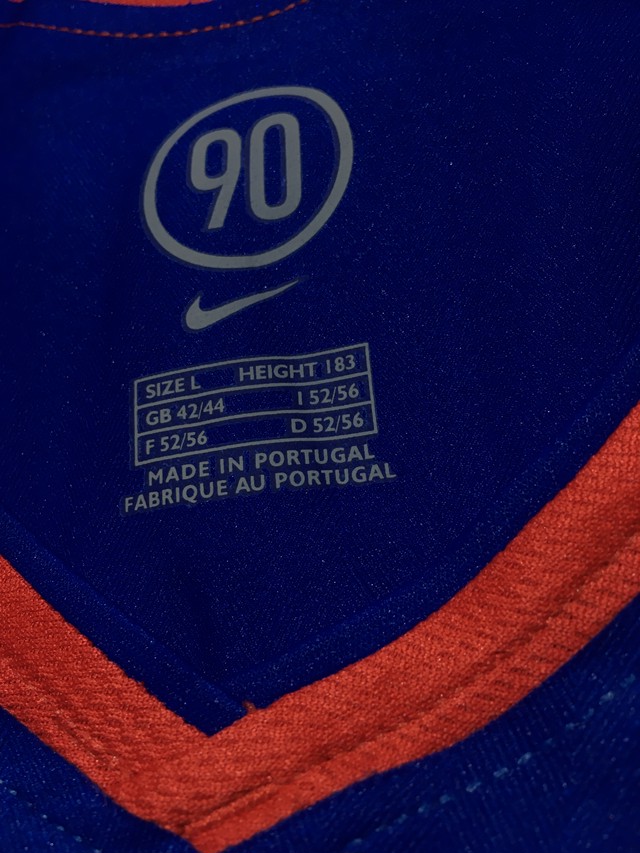 90
SIZE L HEIGHT 183
GB 42/44 I 52/56
F 52/56 D 52/56
MADE IN PORTUGAL
FABRIQUE AU PORTUGAL